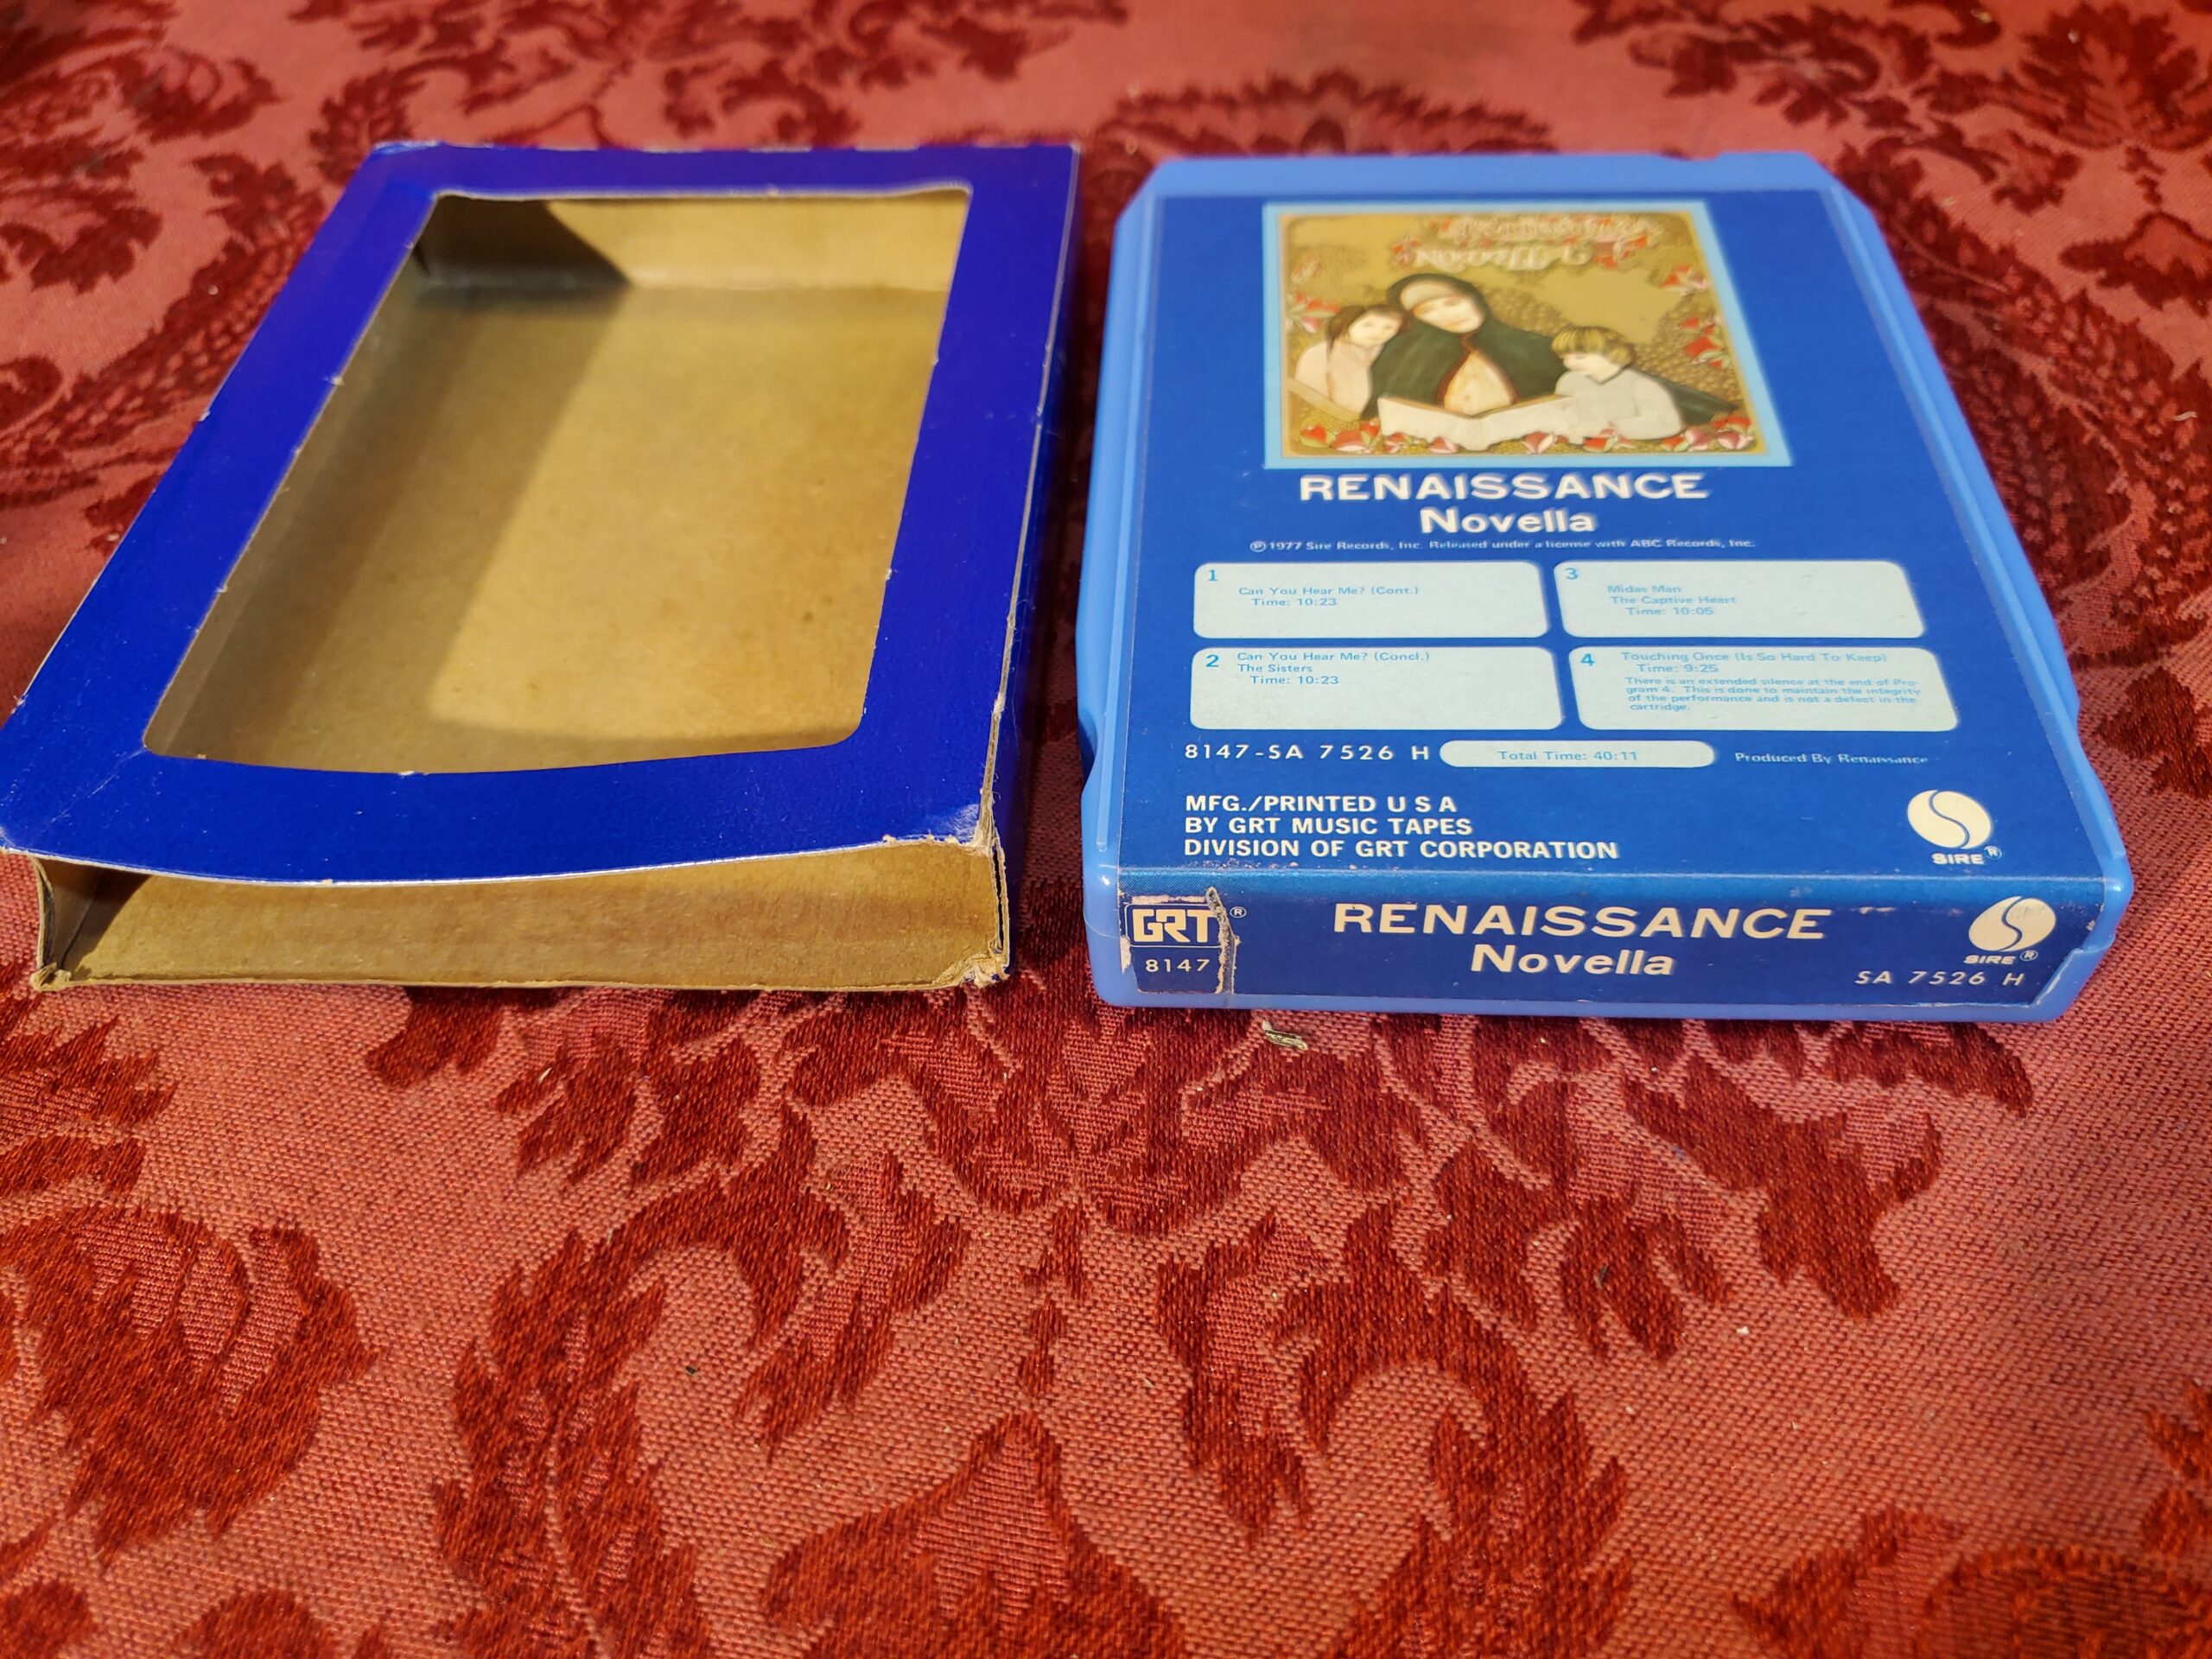 RENAISSANCE
Novella
℗1977 Sire Records, Inc. Released under a license with ABC Records, Inc.
1
Can You Hear Me? (Cont.)
Time: 10:23
2
Can You Hear Me? (Concl.)
The Sisters
Time: 10:23
3
Midas Man
The Captive Heart
Time: 10:05
4
Touching Once (Is So Hard To Keep)
Time: 9:25
There is an extended silence at the end of Pro-
gram 4. This is done to maintain the integrity
of the performance and is not a defect in the
cartridge.
8147-SA 7526 H
Total Time: 40:11
Produced By Renaissance
MFG./PRINTED U S A
BY GRT MUSIC TAPES
DIVISION OF GRT CORPORATION
SIRE®
GRT®
8147
RENAISSANCE
Novella
SIRE®
SA 7526 H